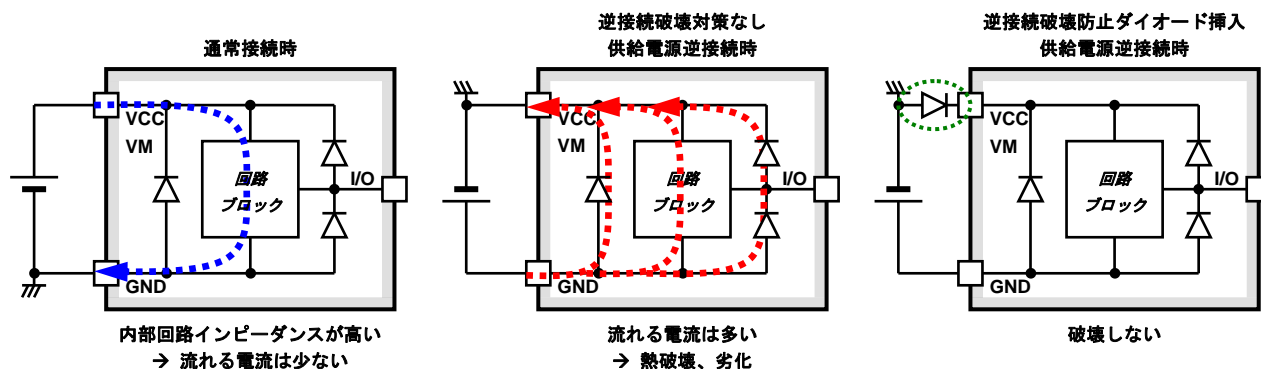 通常接続時
VCC
VM
回路
ブロック
I/O
GND
内部回路インピーダンスが高い
→ 流れる電流は少ない
逆接続破壊対策なし
供給電源逆接続時
VCC
VM
回路
ブロック
I/O
GND
流れる電流は多い
→ 熱破壊、劣化
逆接続破壊防止ダイオード挿入
供給電源逆接続時
VCC
VM
回路
ブロック
I/O
GND
破壊しない